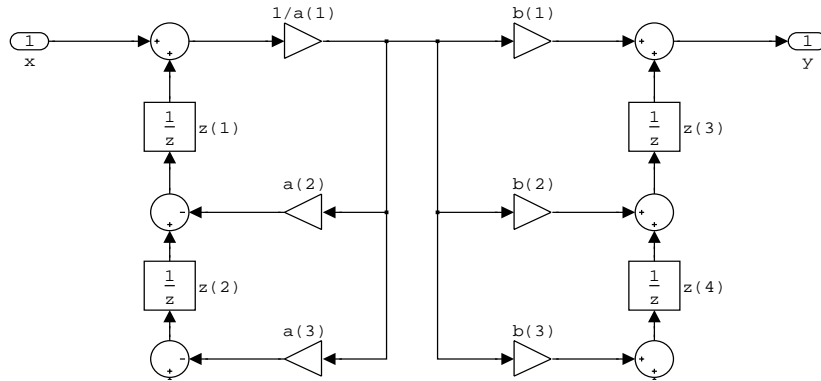 1/a(1) b(1)
1 1
x y
1/z z(1) 1/z z(3)
a(2) b(2)
1/z z(2) 1/z z(4)
a(3) b(3)